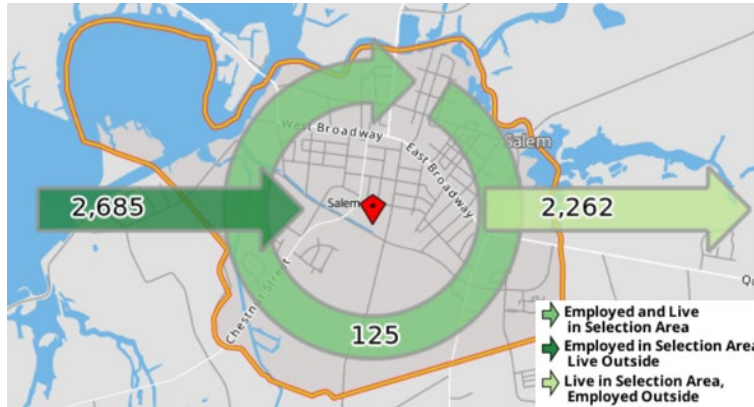 West Broadway
East Broadway
Salem
2,685
Salem
2,262
Chestnut Street
125
Employed and Live
in Selection Area
Employed in Selection Area
Live Outside
Live in Selection Area,
Employed Outside